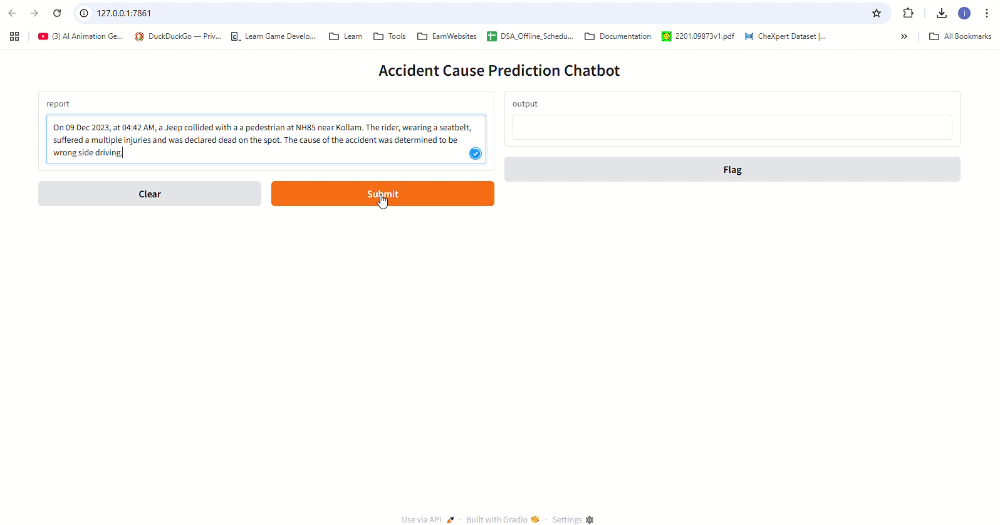 127.0.0.1:7861
(3) AI Animation Ge...
DuckDuckGo — Priv...
Learn Game Develo...
Learn
Tools
EarnWebsites
DSA_Offline_Schedu...
Documentation
2201.09873v1.pdf
CheXpert Dataset |...
»
All Bookmarks
j
Accident Cause Prediction Chatbot
report
On 09 Dec 2023, at 04:42 AM, a Jeep collided with a a pedestrian at NH85 near Kollam. The rider, wearing a seatbelt,
suffered a multiple injuries and was declared dead on the spot. The cause of the accident was determined to be
wrong side driving.
Clear
Submit
output
Flag
Use via API · Built with Gradio · Settings